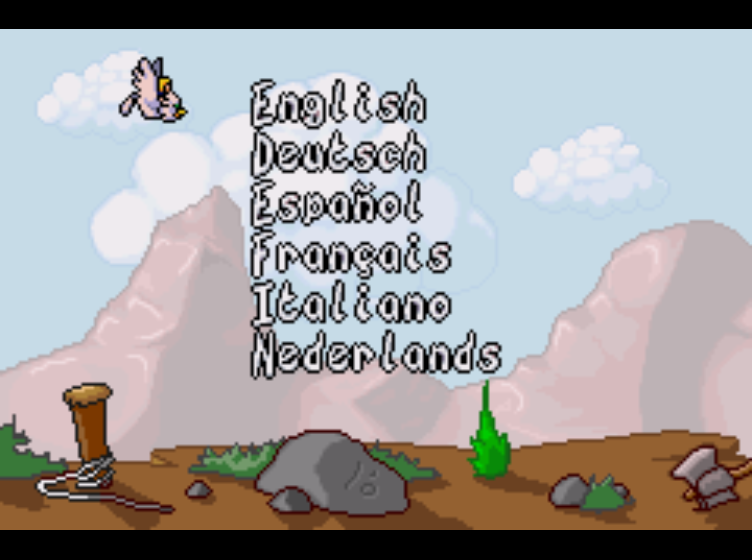 English
Deutsch
Español
Français
Italiano
Nederlands